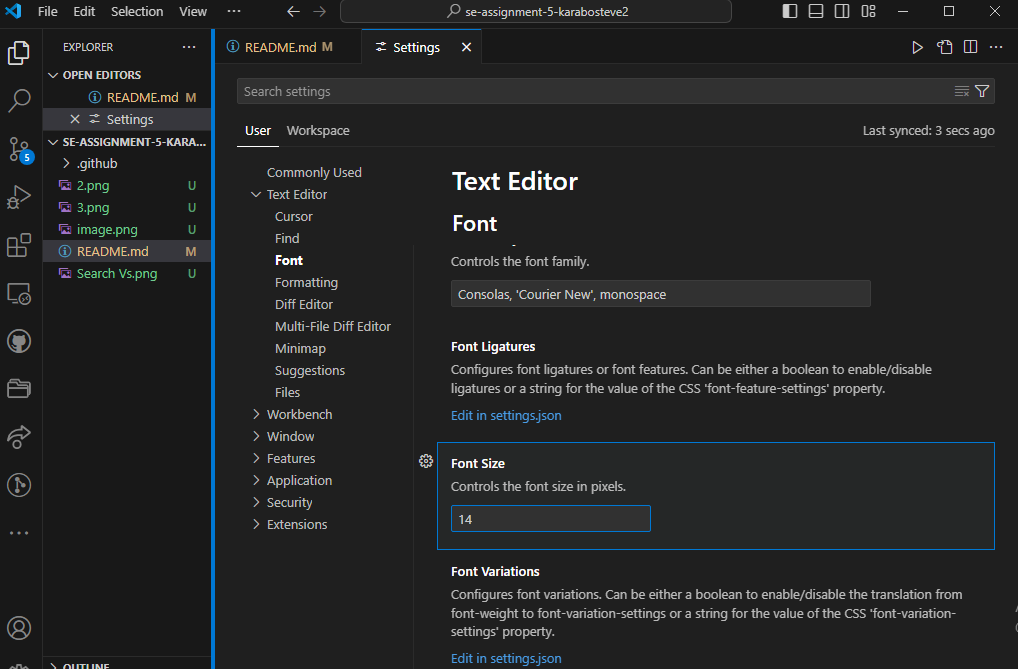 File Edit Selection View ··· se-assignment-5-karabosteve2
EXPLORER ···
OPEN EDITORS
README.md M
Settings
SE-ASSIGNMENT-5-KARA...
.github
2.png U
3.png U
image.png U
README.md M
Search Vs.png U
OUTLINE
5
README.md M Settings
Search settings
User Workspace Last synced: 3 secs ago
Commonly Used
Text Editor
Cursor
Find
Font
Formatting
Diff Editor
Multi-File Diff Editor
Minimap
Suggestions
Files
Workbench
Window
Features
Application
Security
Extensions
Text Editor
Font
Controls the font family.
Consolas, 'Courier New', monospace
Font Ligatures
Configures font ligatures or font features. Can be either a boolean to enable/disable
ligatures or a string for the value of the CSS 'font-feature-settings' property.
Edit in settings.json
Font Size
Controls the font size in pixels.
14
Font Variations
Configures font variations. Can be either a boolean to enable/disable the translation from
font-weight to font-variation-settings or a string for the value of the CSS 'font-variation-
settings' property.
Edit in settings.json